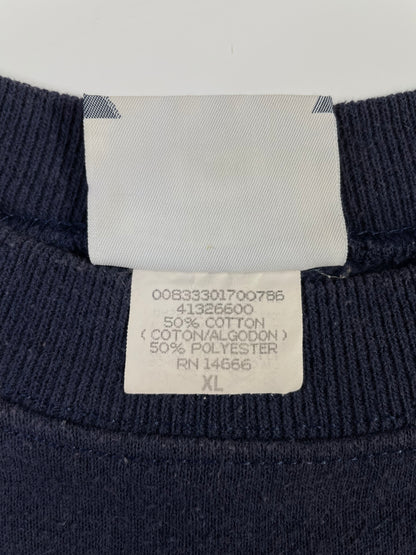 00833301700786
41326600
50% COTTON
( COTON/ALGODON )
50% POLYESTER
RN 14666
XL